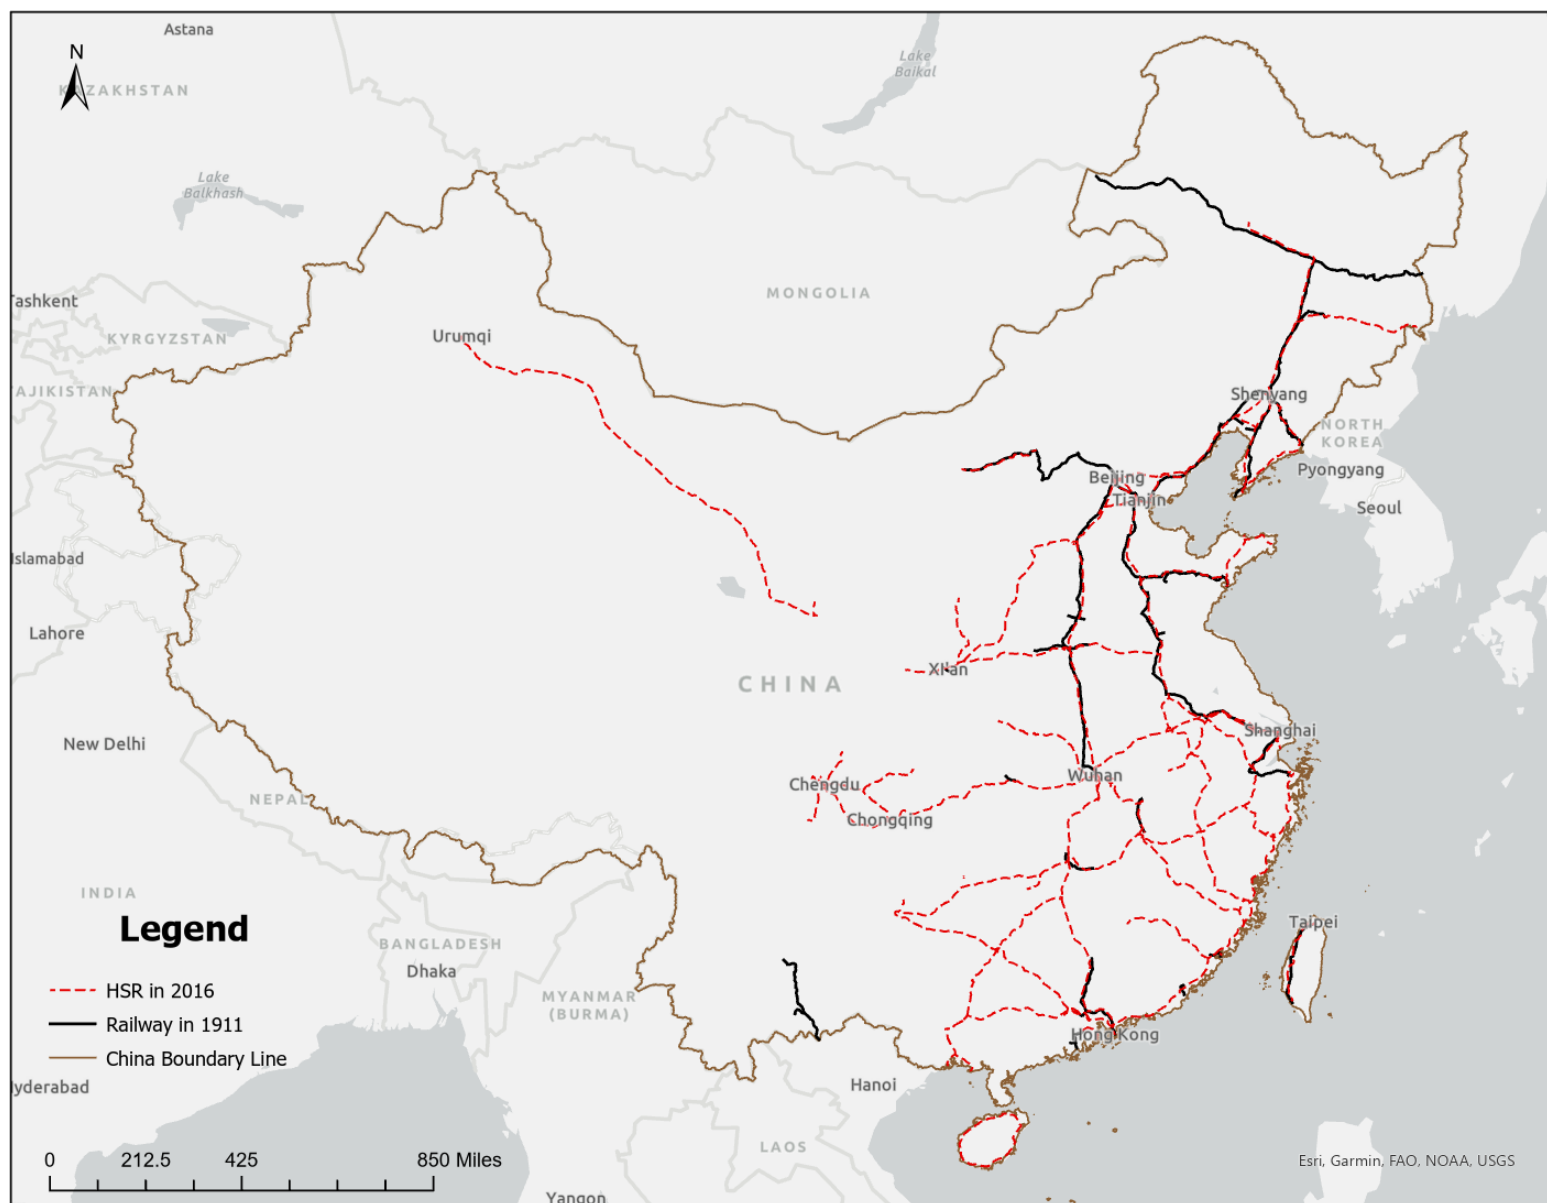 Astana
N
KAZAKHSTAN
Lake
Baikal
Lake
Balkhash
MONGOLIA
Tashkent
KYRGYZSTAN
Urumqi
TAJIKISTAN
Shenyang
NORTH
KOREA
Pyongyang
Beijing
Tianjin
Seoul
Islamabad
Lahore
Xi'an
CHINA
New Delhi
Shanghai
Wuhan
Chengdu
Chongqing
NEPAL
INDIA
Legend
Taipei
BANGLADESH
Dhaka
HSR in 2016
MYANMAR
(BURMA)
Railway in 1911
Hong Kong
China Boundary Line
Hyderabad
Hanoi
LAOS
0 212.5 425 850 Miles
Esri, Garmin, FAO, NOAA, USGS
Yangon